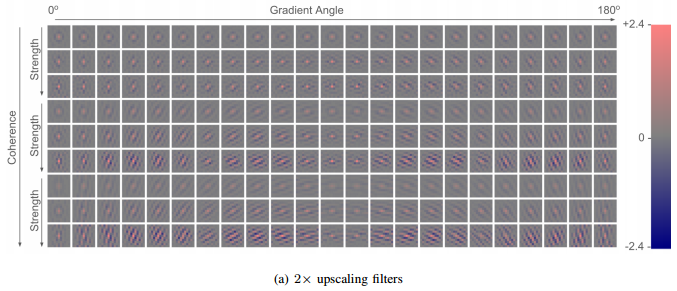 0° Gradient Angle 180°
+2.4
Strength
Strength
Coherence
0
Strength
-2.4
(a) 2× upscaling filters